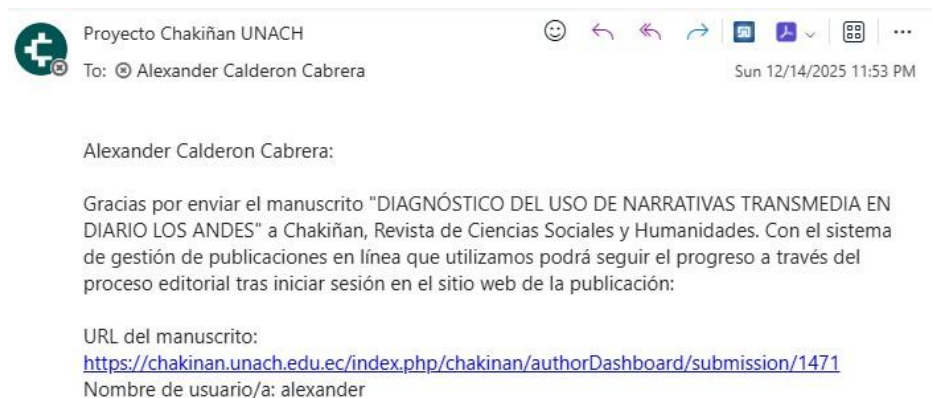 Proyecto Chakiñan UNACH
To: Alexander Calderon Cabrera
Sun 12/14/2025 11:53 PM
Alexander Calderon Cabrera:
Gracias por enviar el manuscrito "DIAGNÓSTICO DEL USO DE NARRATIVAS TRANSMEDIA EN
DIARIO LOS ANDES" a Chakiñan, Revista de Ciencias Sociales y Humanidades. Con el sistema
de gestión de publicaciones en línea que utilizamos podrá seguir el progreso a través del
proceso editorial tras iniciar sesión en el sitio web de la publicación:
URL del manuscrito:
https://chakinan.unach.edu.ec/index.php/chakinan/authorDashboard/submission/1471
Nombre de usuario/a: alexander